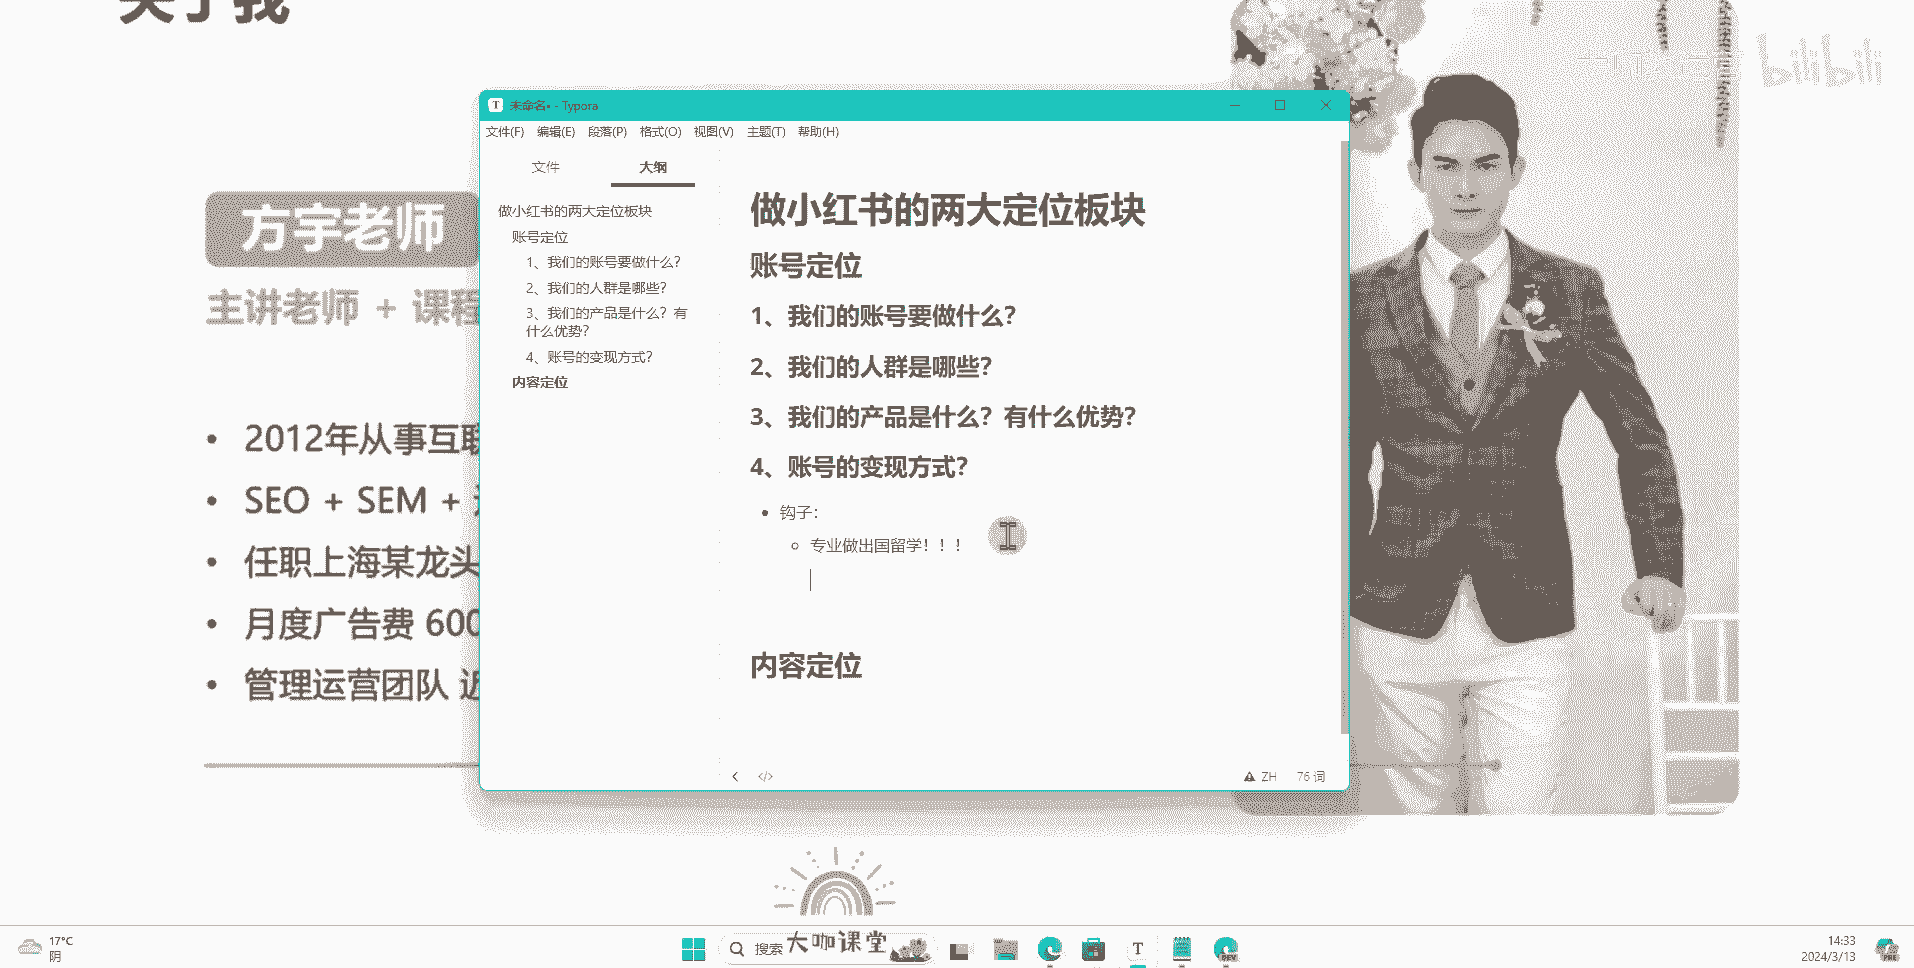 关于我
bilibili
方宇老师
主讲老师 + 课程
2012年从事互联
SEO + SEM +
任职上海某龙头
月度广告费 600
管理运营团队 近
未命名• - Typora
文件(F) 编辑(E) 段落(P) 格式(O) 视图(V) 主题(T) 帮助(H)
文件 大纲
做小红书的两大定位板块
账号定位
1、我们的账号要做什么?
2、我们的人群是哪些?
3、我们的产品是什么? 有
什么优势?
4、账号的变现方式?
内容定位
做小红书的两大定位板块
账号定位
1、我们的账号要做什么?
2、我们的人群是哪些?
3、我们的产品是什么? 有什么优势?
4、账号的变现方式?
钩子:
专业做出国留学! ! !
内容定位
ZH 76 词
大咖课堂
17°C
阴
搜索
14:33
2024/3/13